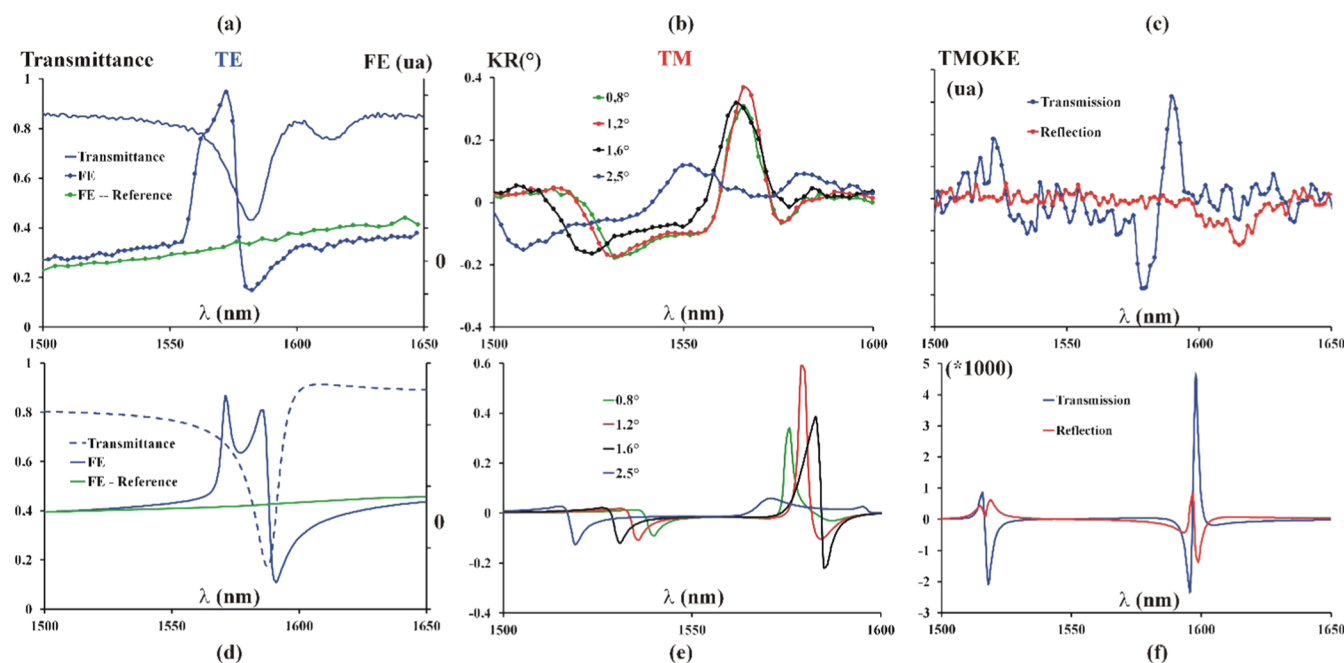 (a)
(b)
(c)
Transmittance TE FE (ua)
KR(°) TM
TMOKE
(ua)
1
0.8
0.6
0.4
0.2
0
Transmittance
FE
FE -- Reference
0
λ (nm)
1500 1550 1600 1650
0.4
0.2
0
-0.2
-0.4
0,8°
1,2°
1,6°
2,5°
λ (nm)
1500 1550 1600
Transmission
Reflection
λ (nm)
1500 1550 1600 1650
1
0.8
0.6
0.4
0.2
0
Transmittance
FE
FE - Reference
0
λ (nm)
1500 1550 1600 1650
0.6
0.4
0.2
0
-0.2
-0.4
0.8°
1.2°
1.6°
2.5°
λ (nm)
1500 1550 1600
(*1000)
5
4
3
2
1
0
-1
-2
-3
Transmission
Reflection
λ (nm)
1500 1550 1600 1650
(d)
(e)
(f)